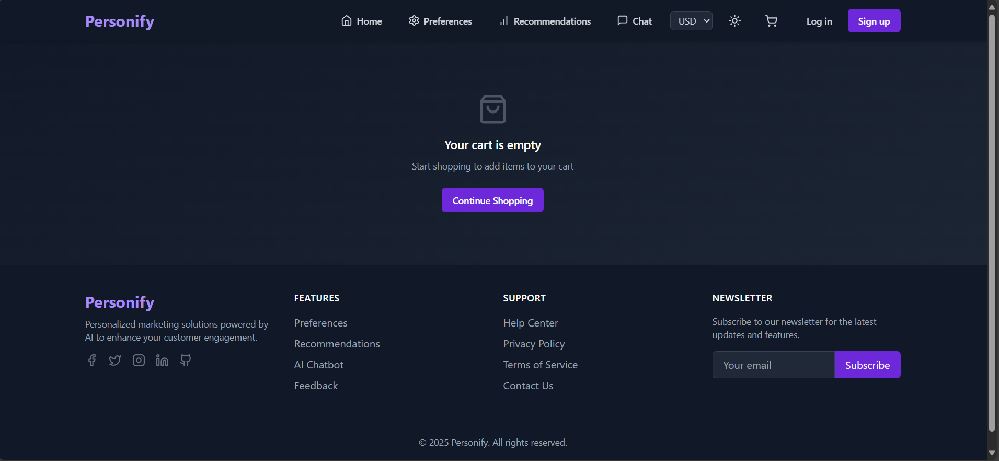 Personify
Home
Preferences
Recommendations
Chat
USD
Log in
Sign up
Your cart is empty
Start shopping to add items to your cart
Continue Shopping
Personify
Personalized marketing solutions powered by
AI to enhance your customer engagement.
FEATURES
Preferences
Recommendations
AI Chatbot
Feedback
SUPPORT
Help Center
Privacy Policy
Terms of Service
Contact Us
NEWSLETTER
Subscribe to our newsletter for the latest
updates and features.
Your email
Subscribe
© 2025 Personify. All rights reserved.